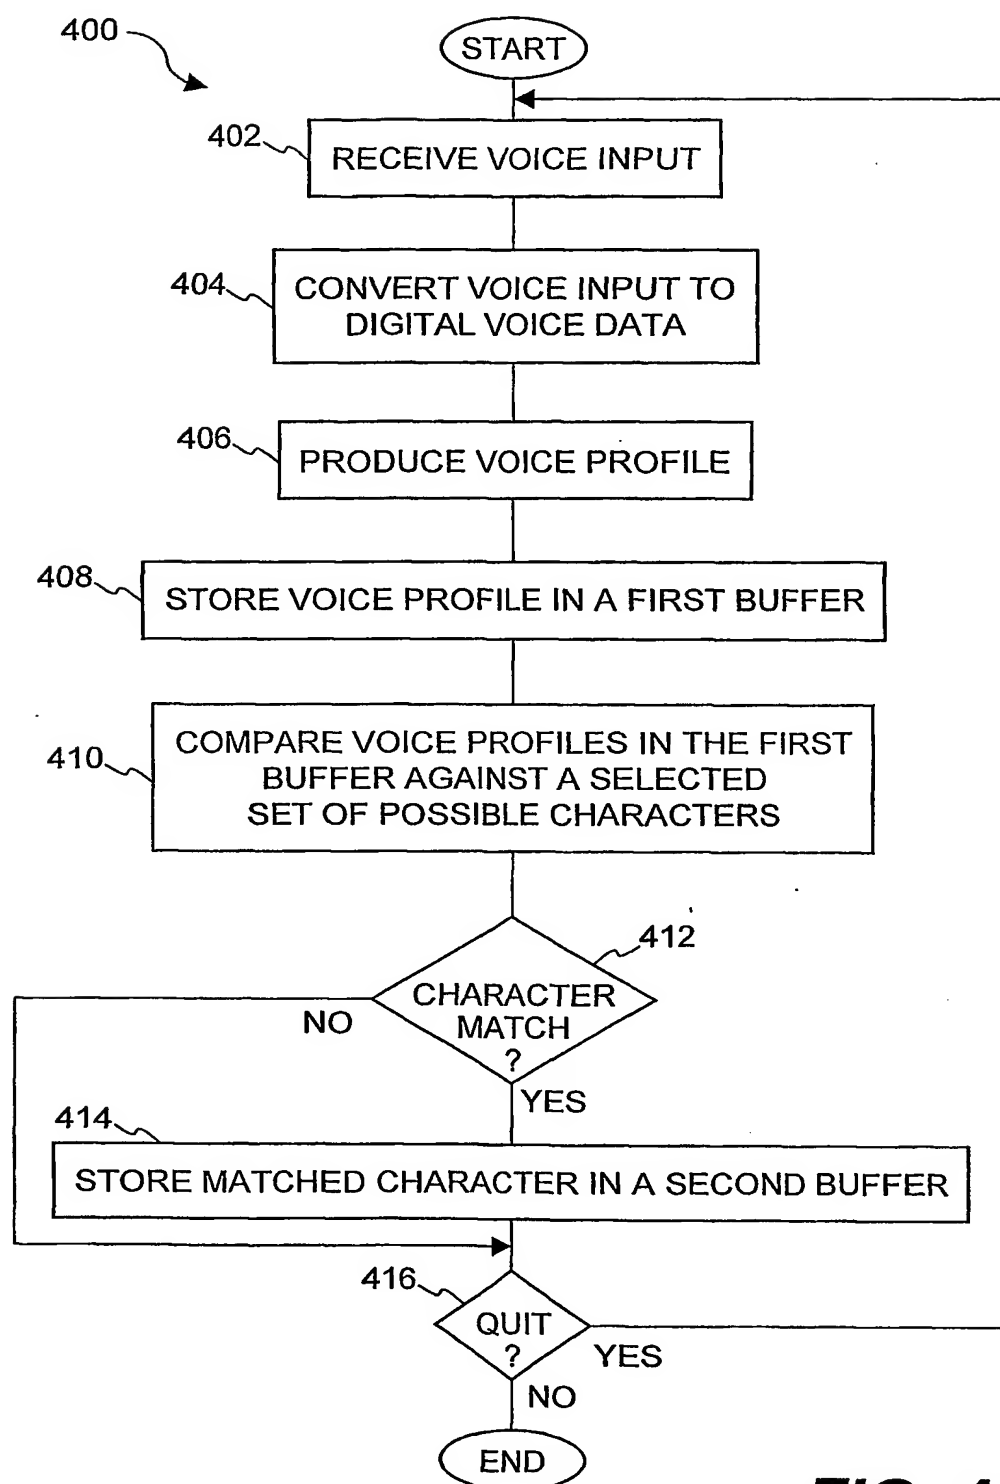 400
START
402
RECEIVE VOICE INPUT
404
CONVERT VOICE INPUT TO
DIGITAL VOICE DATA
406
PRODUCE VOICE PROFILE
408
STORE VOICE PROFILE IN A FIRST BUFFER
410
COMPARE VOICE PROFILES IN THE FIRST
BUFFER AGAINST A SELECTED
SET OF POSSIBLE CHARACTERS
412
CHARACTER
MATCH
?
NO
YES
414
STORE MATCHED CHARACTER IN A SECOND BUFFER
416
QUIT
?
YES
NO
END